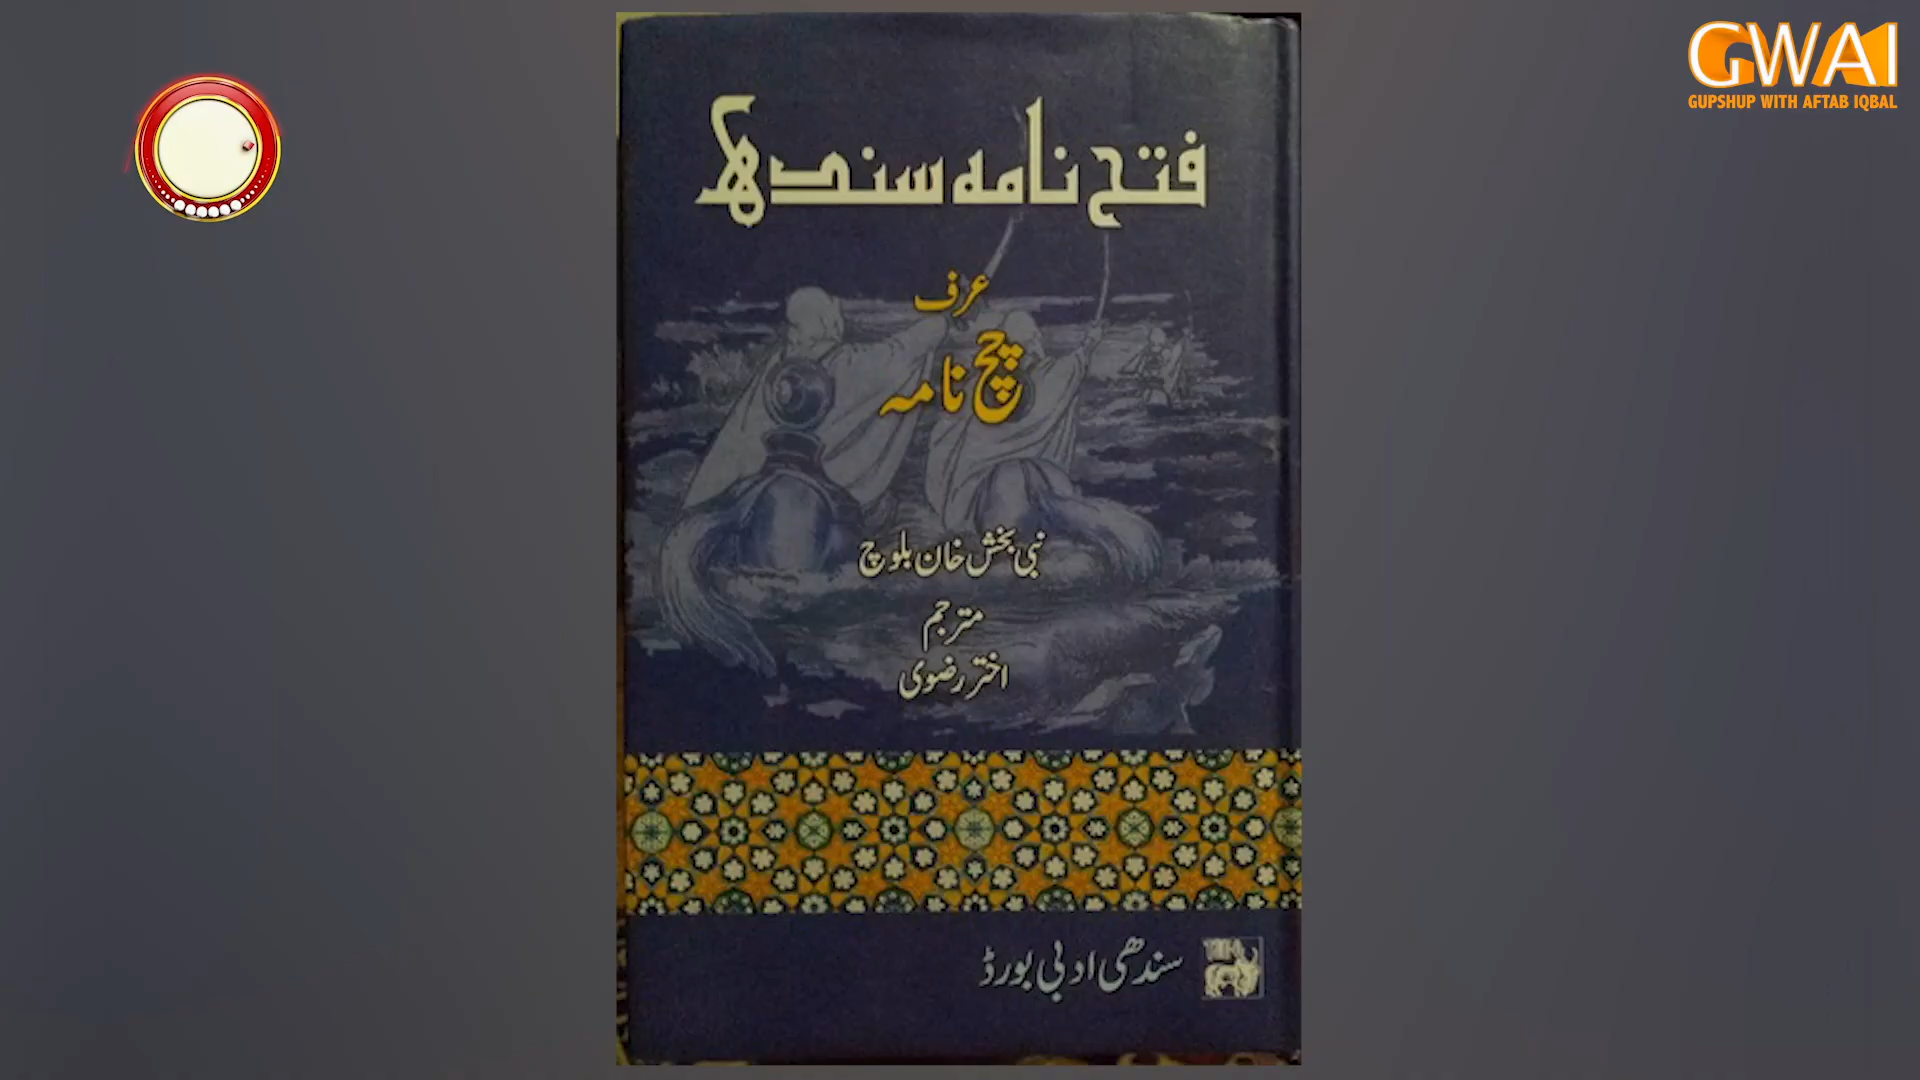 GWAI
GUPSHUP WITH AFTAB IQBAL
فتح نامہ سندھ
عرف
چچ نامہ
نبی بخش خان بلوچ
مترجم
اختر رضوی
سندھی ادبی بورڈ